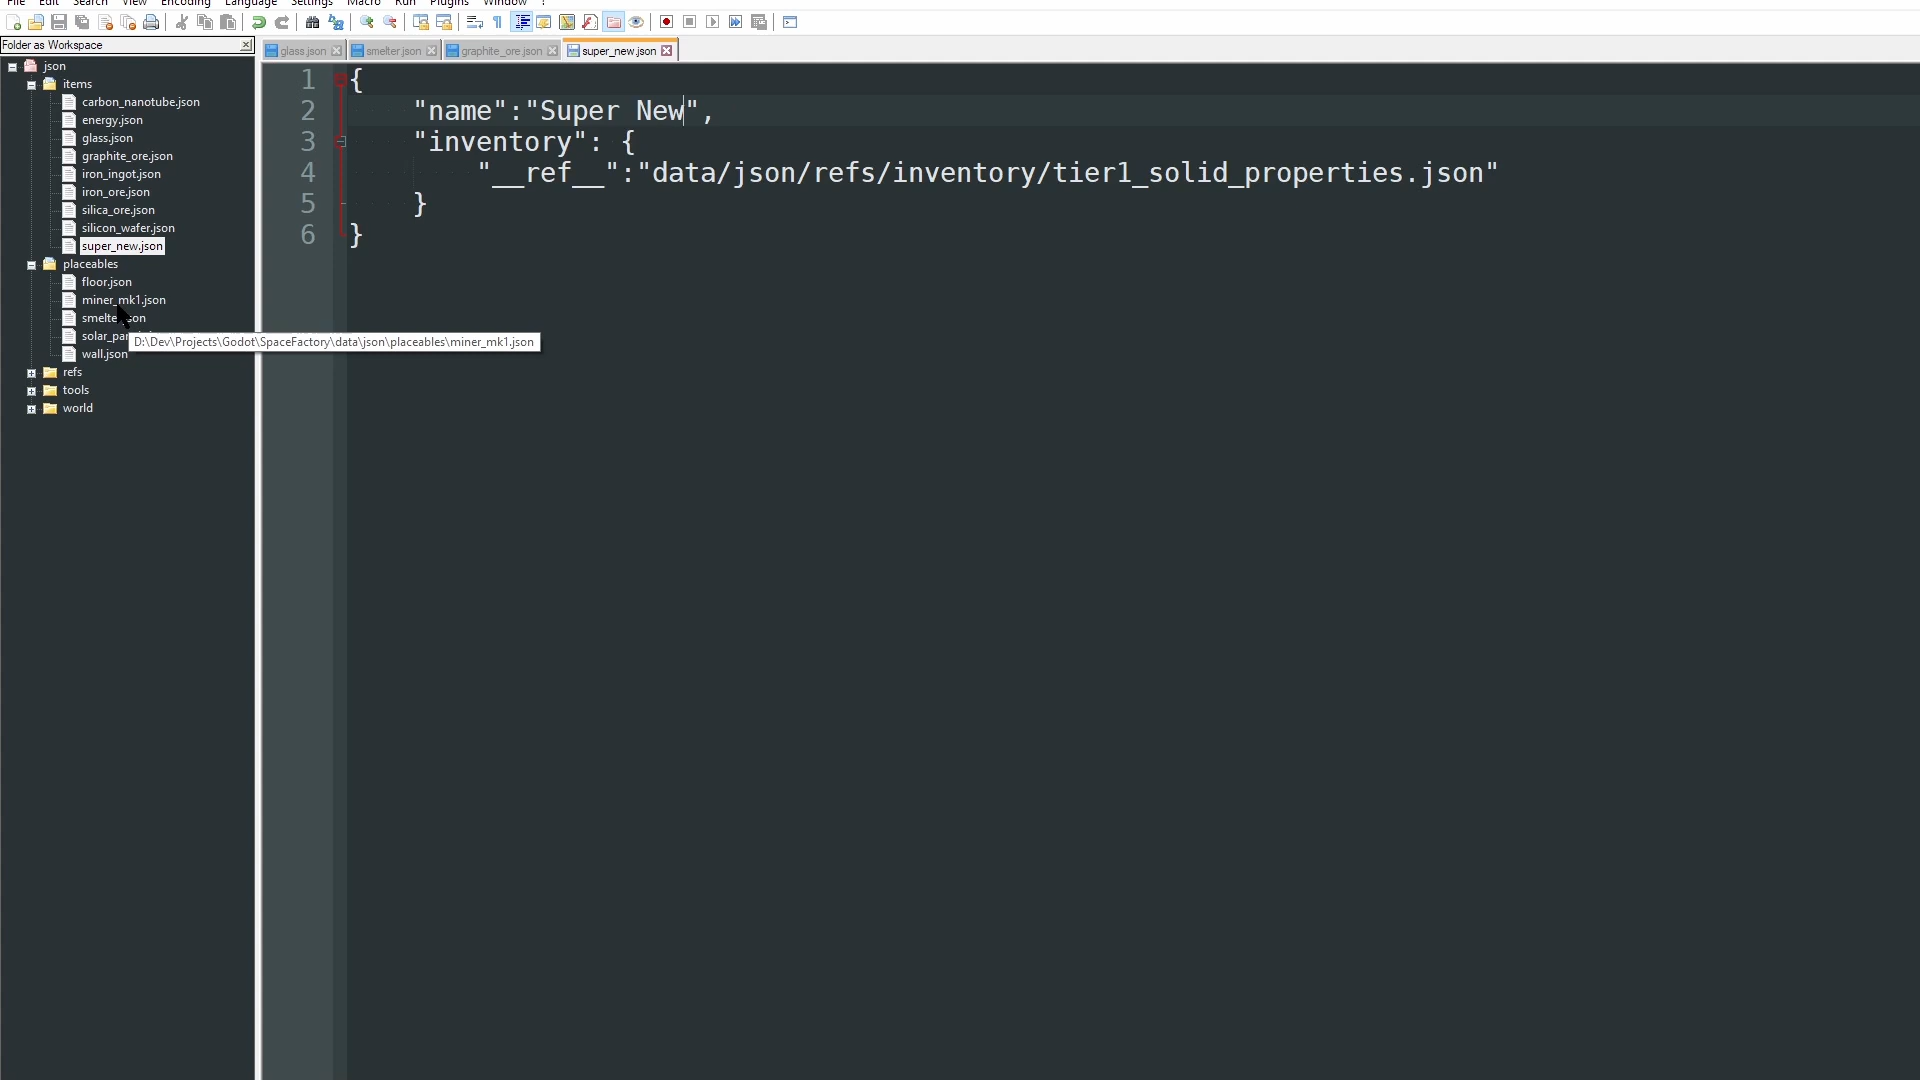 File Edit Search View Encoding Language Settings Macro Run Plugins Window ?
Folder as Workspace
glass.json smelter.json graphite_ore.json super_new.json
json
items
carbon_nanotube.json
energy.json
glass.json
graphite_ore.json
iron_ingot.json
iron_ore.json
silica_ore.json
silicon_wafer.json
super_new.json
placeables
floor.json
miner_mk1.json
smelter.json
wall.json
refs
tools
world
D:\Dev\Projects\Godot\SpaceFactory\data\json\placeables\miner_mk1.json
1 {
2 "name":"Super New",
3 "inventory": {
4 "__ref__":"data/json/refs/inventory/tier1_solid_properties.json"
5 }
6 }